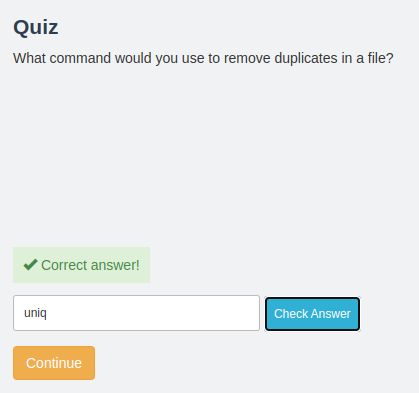 Quiz
What command would you use to remove duplicates in a file?
Correct answer!
uniq
Check Answer
Continue